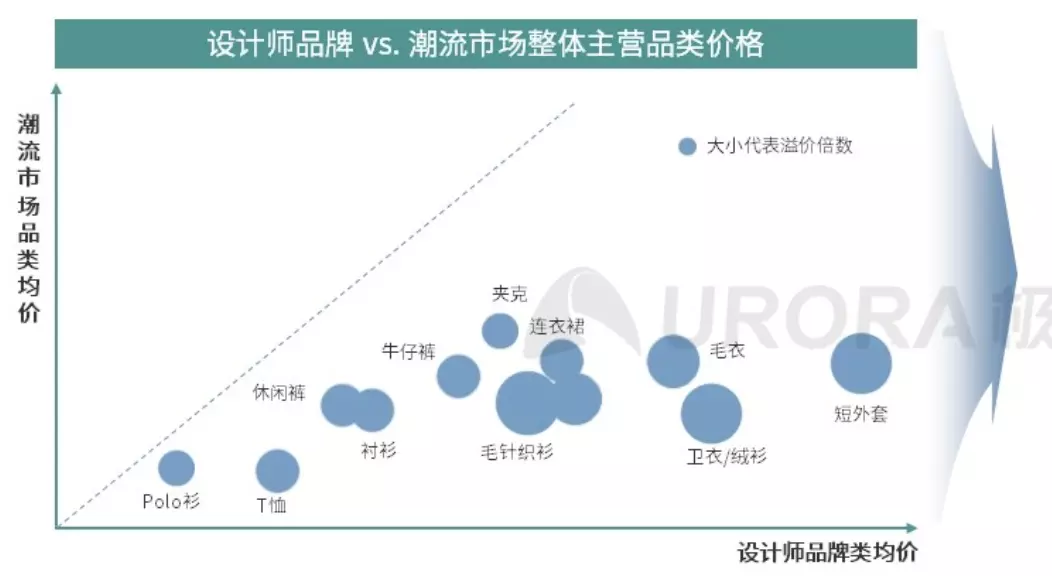 设计师品牌 vs. 潮流市场整体主营品类价格
潮流市场品类均价
大小代表溢价倍数
夹克
连衣裙
牛仔裤
毛衣
休闲裤
短外套
衬衫
毛针织衫
卫衣/绒衫
Polo衫
T恤
设计师品牌类均价
URORA极